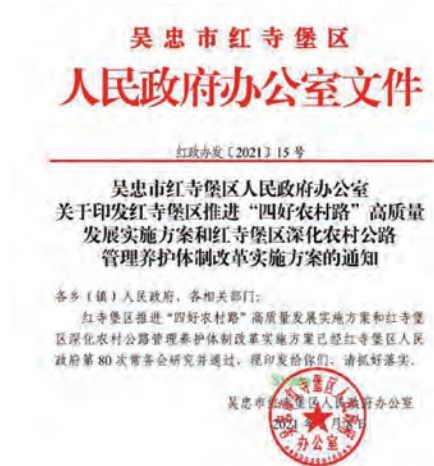 吴忠市红寺堡区
人民政府办公室文件
红政办发〔2021〕15 号
吴忠市红寺堡区人民政府办公室
关于印发红寺堡区推进“四好农村路”高质量
发展实施方案和红寺堡区深化农村公路
管理养护体制改革实施方案的通知
各乡（镇）人民政府，各相关部门：
红寺堡区推进“四好农村路”高质量发展实施方案和红寺堡
区深化农村公路管理养护体制改革实施方案已经红寺堡区人民
政府第 80 次常务会研究并通过，现印发给你们，请抓好落实。
吴忠市红寺堡区人民政府办公室
2021 年 月 8 日
办公室